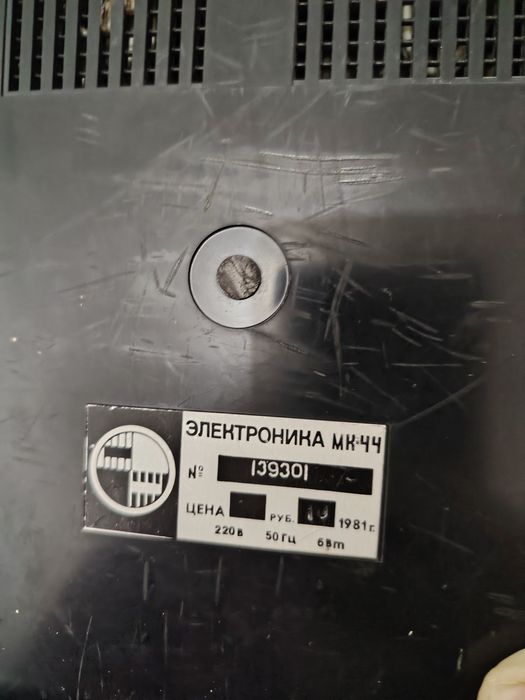 ЭЛЕКТРОНИКА МК-44
№ 139301
ЦЕНА РУБ. 1981 г.
220 В 50 Гц 6 Вт